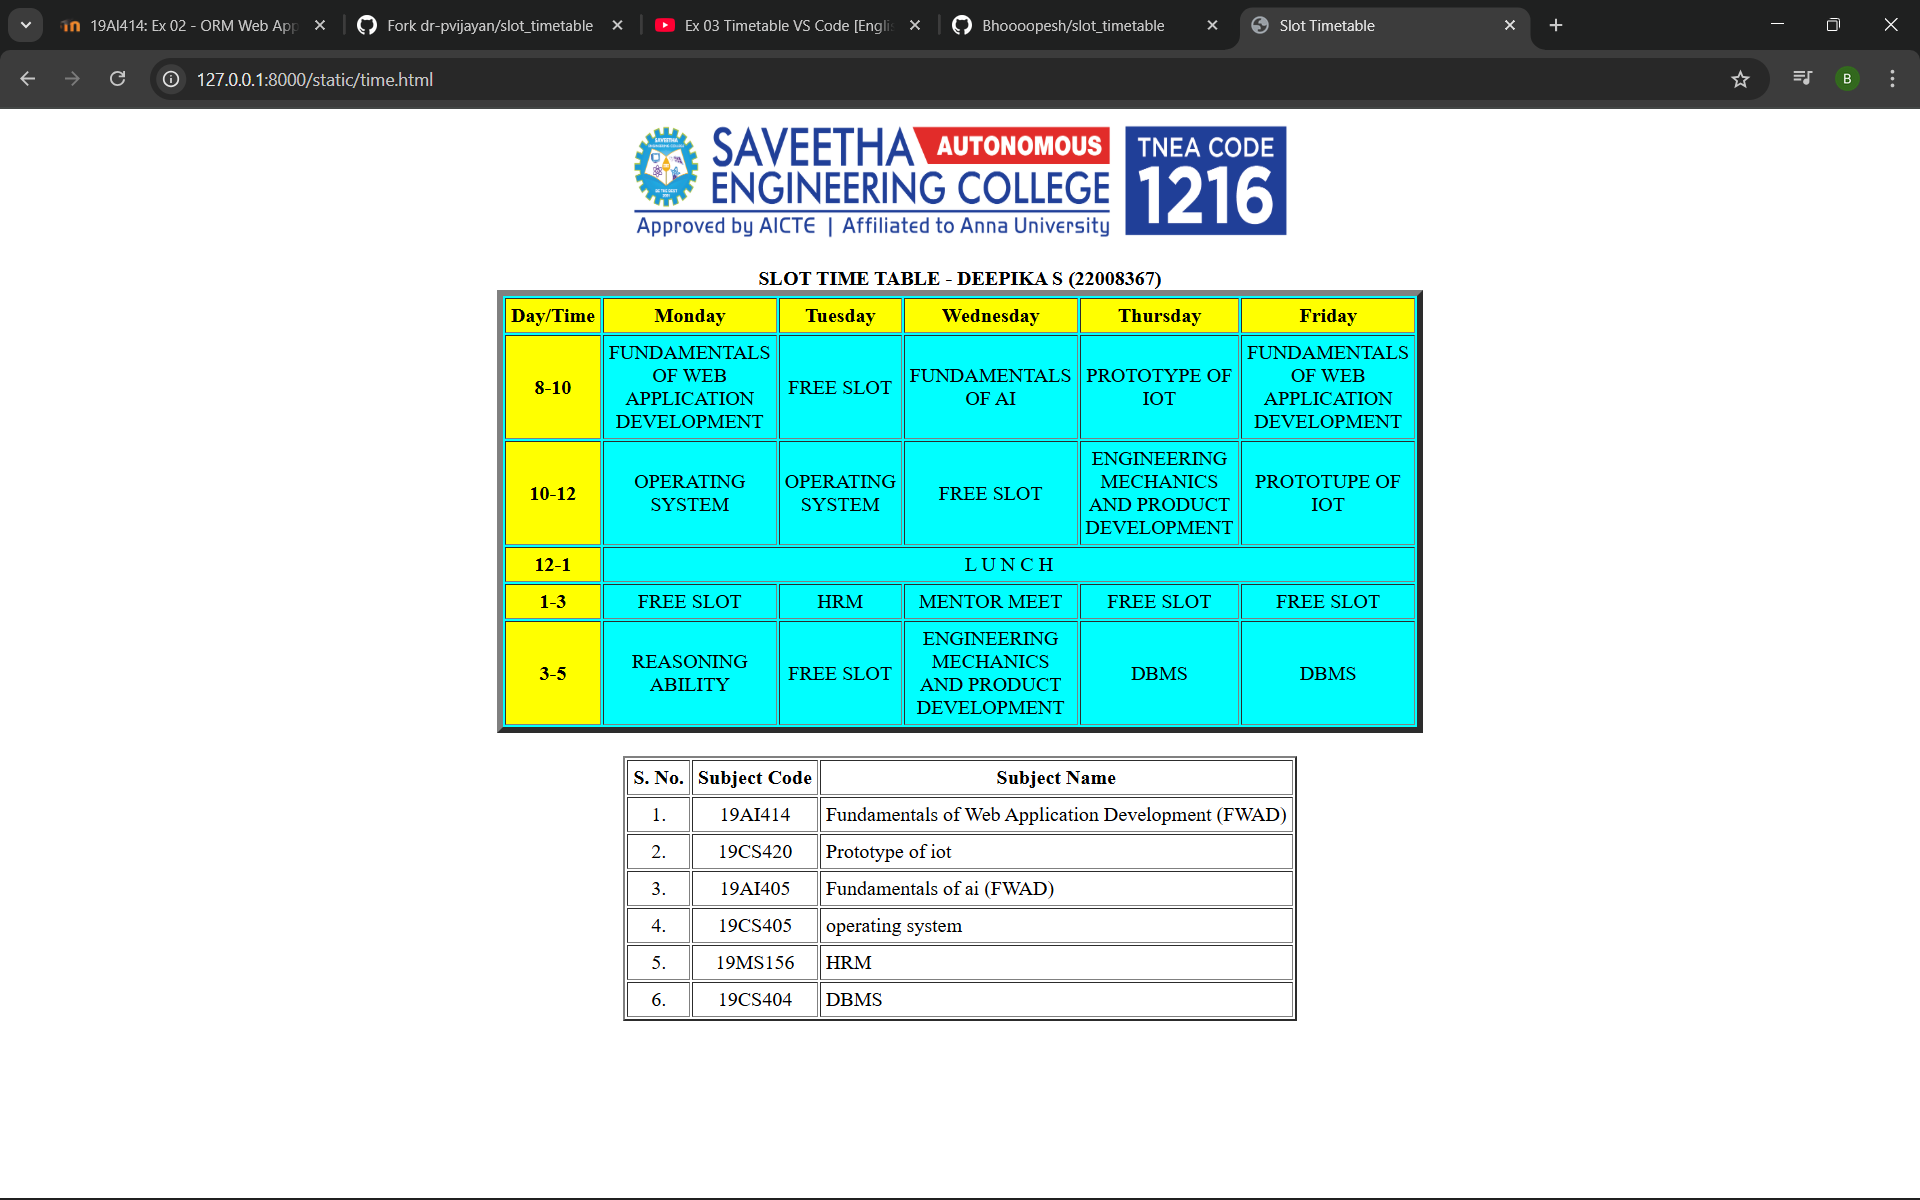 19AI414: Ex 02 - ORM Web App
Fork dr-pvijayan/slot_timetable
Ex 03 Timetable VS Code [Engli
Bhoooopesh/slot_timetable
Slot Timetable
127.0.0.1:8000/static/time.html
B
SAVEETHA AUTONOMOUS
ENGINEERING COLLEGE
Approved by AICTE | Affiliated to Anna University
TNEA CODE
1216
SLOT TIME TABLE - DEEPIKA S (22008367)
Day/Time Monday Tuesday Wednesday Thursday Friday
8-10
FUNDAMENTALS
OF WEB
APPLICATION
DEVELOPMENT
FREE SLOT
FUNDAMENTALS
OF AI
PROTOTYPE OF
IOT
FUNDAMENTALS
OF WEB
APPLICATION
DEVELOPMENT
10-12
OPERATING
SYSTEM
OPERATING
SYSTEM
FREE SLOT
ENGINEERING
MECHANICS
AND PRODUCT
DEVELOPMENT
PROTOTUPE OF
IOT
12-1 L U N C H
1-3 FREE SLOT HRM MENTOR MEET FREE SLOT FREE SLOT
3-5
REASONING
ABILITY
FREE SLOT
ENGINEERING
MECHANICS
AND PRODUCT
DEVELOPMENT
DBMS
DBMS
S. No. Subject Code Subject Name
1. 19AI414 Fundamentals of Web Application Development (FWAD)
2. 19CS420 Prototype of iot
3. 19AI405 Fundamentals of ai (FWAD)
4. 19CS405 operating system
5. 19MS156 HRM
6. 19CS404 DBMS